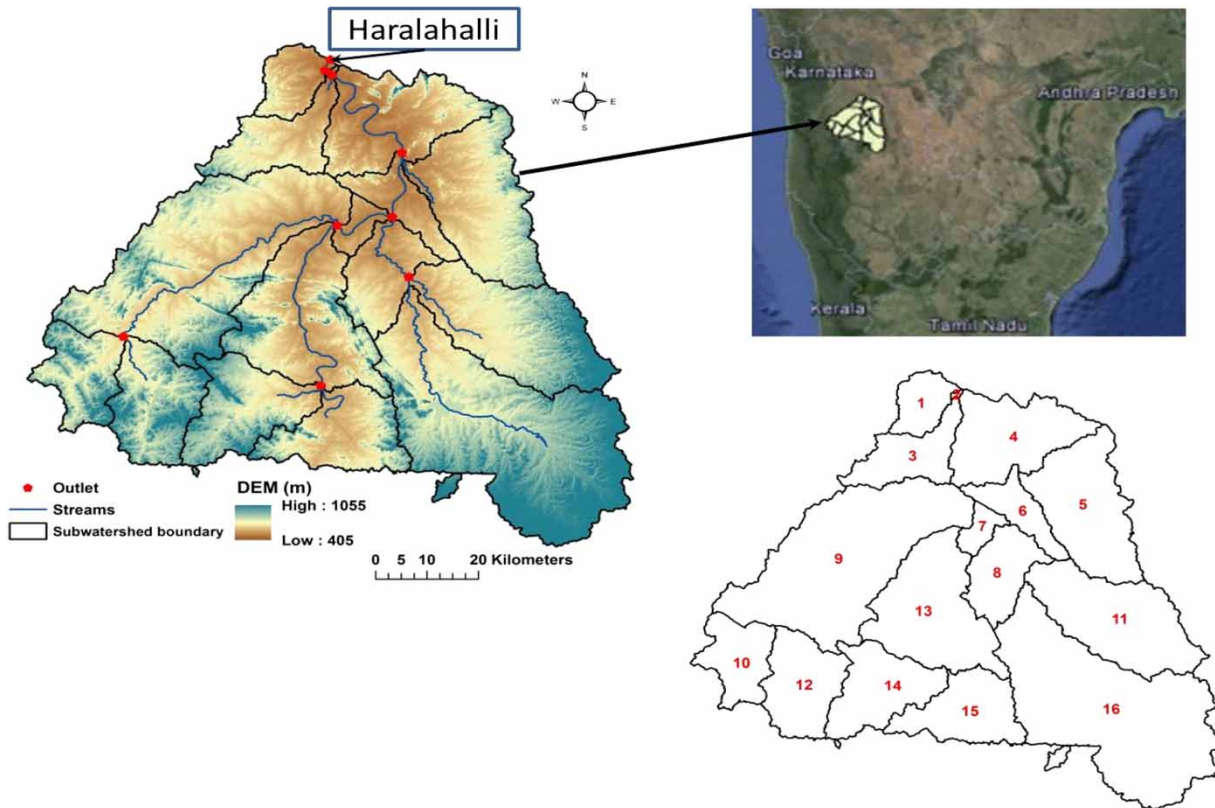 Haralahalli
N
W E
S
Goa
Karnataka
Andhra Pradesh
Kerala
Tamil Nadu
Outlet
Streams
Subwatershed boundary
DEM (m)
High : 1055
Low : 405
0 5 10 20 Kilometers
1
2
3
4
5
6
7
8
9
10
11
12
13
14
15
16